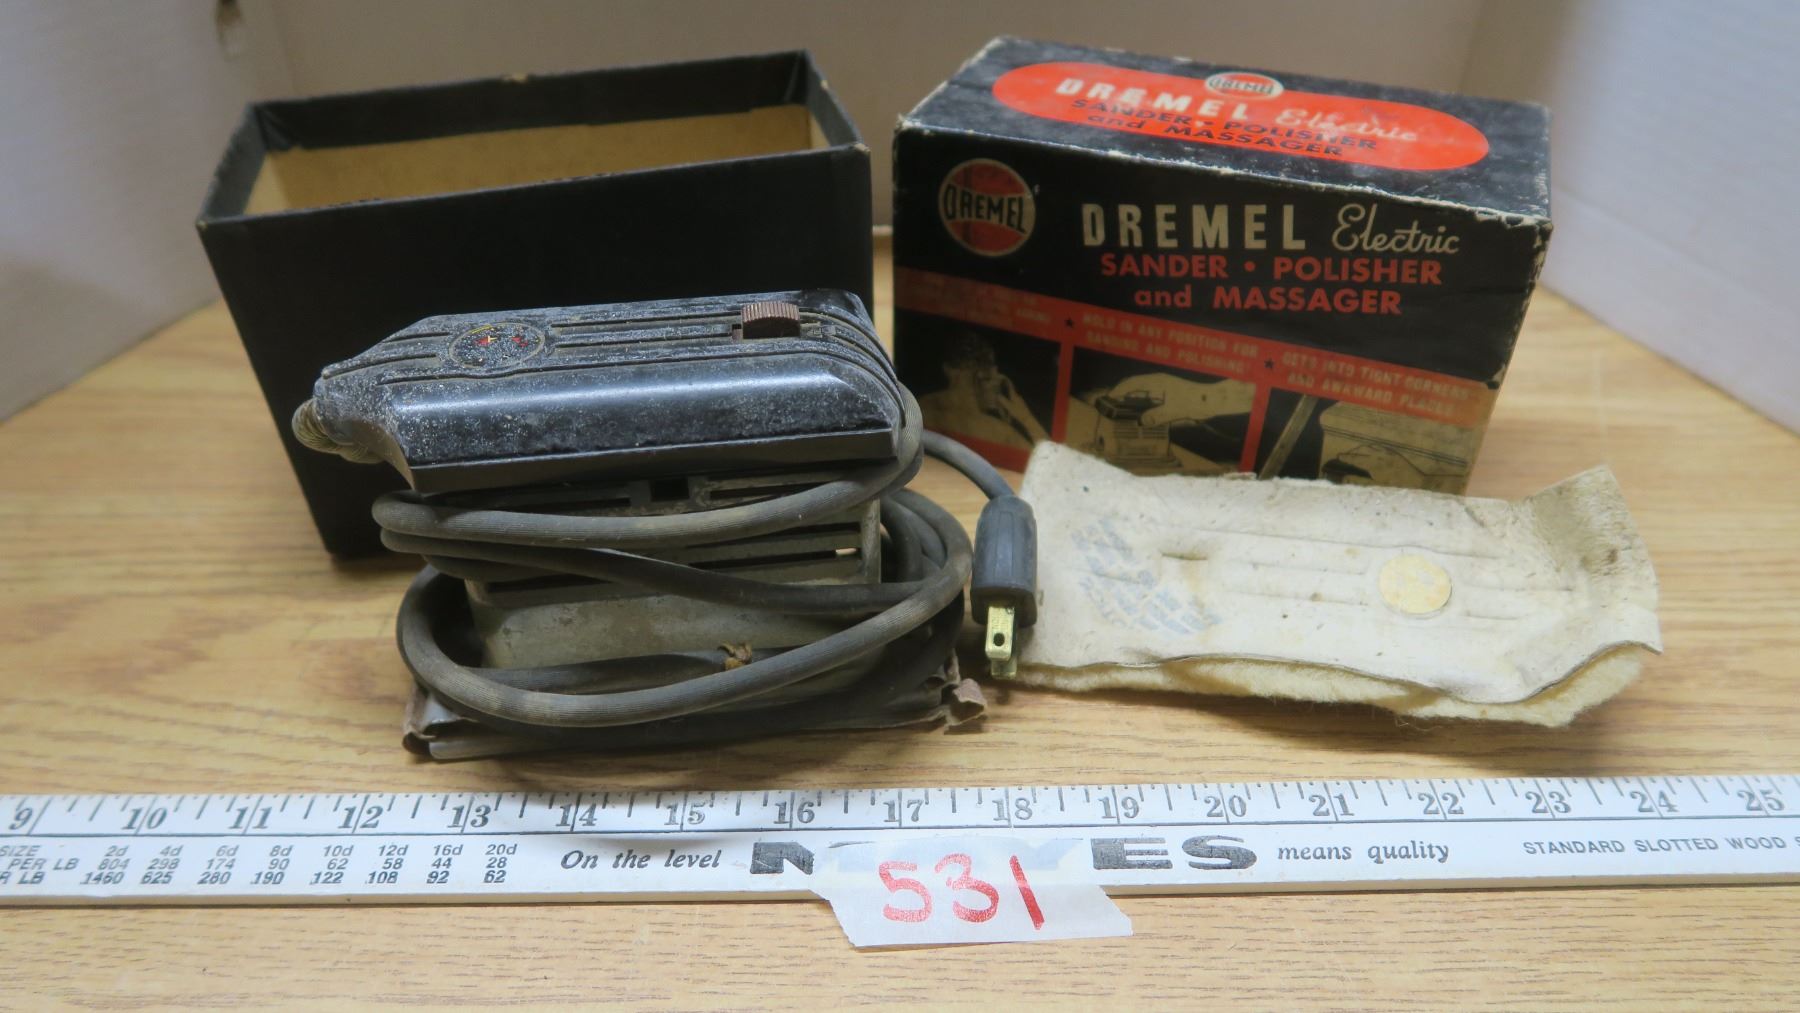 DREMEL
DREMEL Electric
SANDER • POLISHER
and MASSAGER
DREMEL
DREMEL Electric
SANDER • POLISHER
and MASSAGER
★ HOLD IN ANY POSITION FOR
SANDING AND POLISHING!
★ GETS INTO TIGHT CORNERS
AND AWKWARD PLACES
9 10 11 12 13 14 15 16 17 18 19 20 21 22 23 24 25
SIZE 2d 4d 6d 8d 10d 12d 16d 20d
PER LB 804 298 174 90 62 58 44 28
R LB 1460 625 280 190 122 108 92 62
On the level
ES means quality
STANDARD SLOTTED WOOD S
531